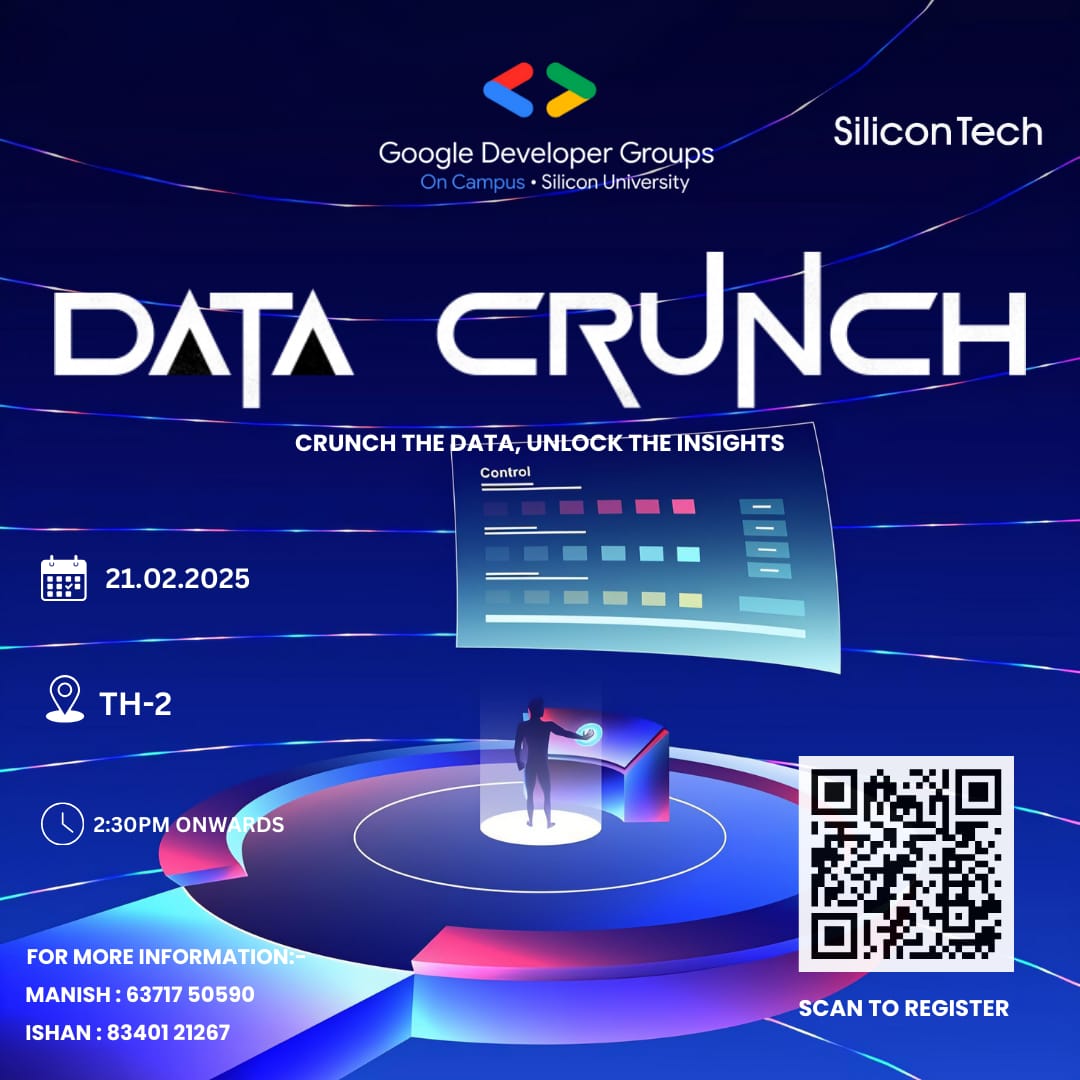 Google Developer Groups
On Campus • Silicon University
SiliconTech
DATA CRUNCH
CRUNCH THE DATA, UNLOCK THE INSIGHTS
Control
21.02.2025
TH-2
2:30PM ONWARDS
FOR MORE INFORMATION:-
MANISH : 63717 50590
ISHAN : 83401 21267
SCAN TO REGISTER